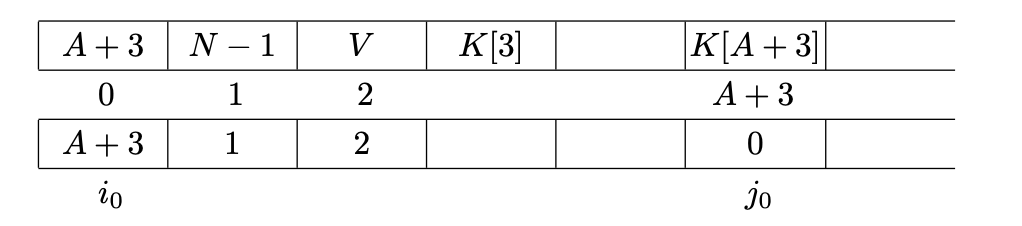 A + 3 N − 1 V K[3] K[A + 3]
0 1 2 A + 3
A + 3 1 2 0
i₀ j₀